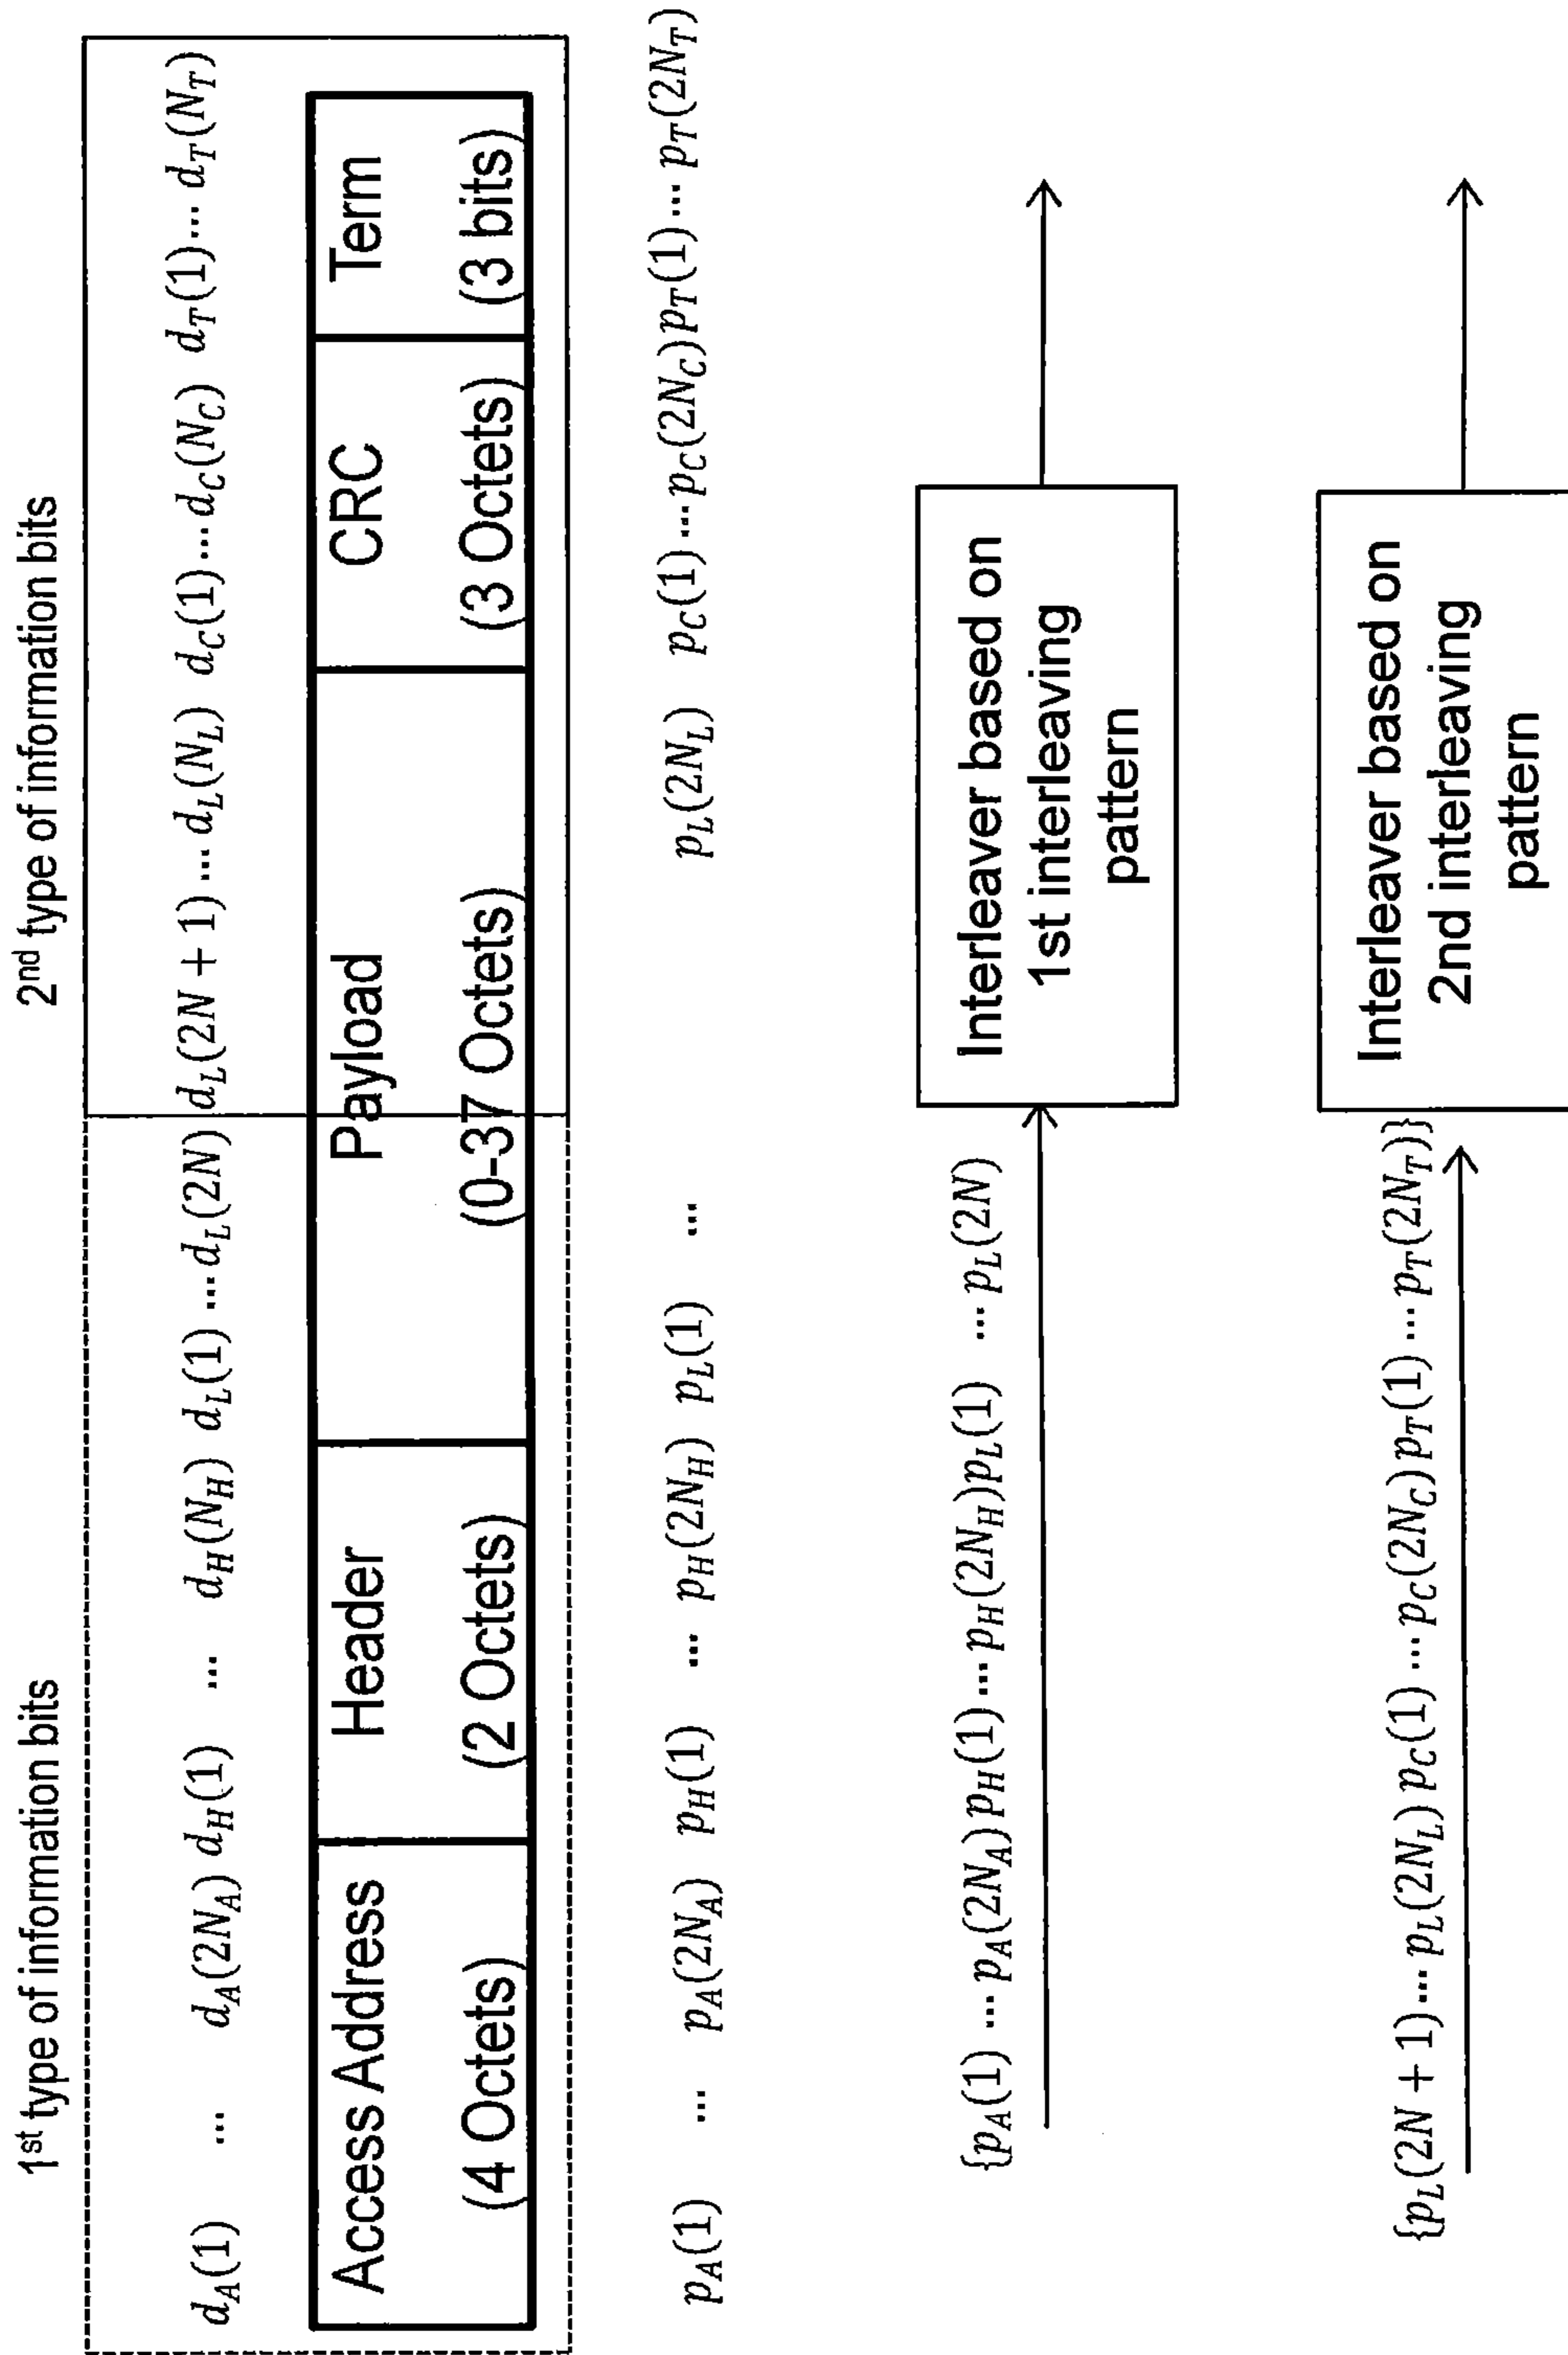 1st type of information bits
2nd type of information bits
d_A(1) ... d_A(2N_A) d_H(1) ... d_H(N_H) d_L(1) ... d_L(2N) d_L(2N + 1) ... d_L(N_L) d_C(1) ... d_C(N_C) d_T(1) ... d_T(N_T)
Access Address
(4 Octets)
Header
(2 Octets)
Payload
(0-37 Octets)
CRC
(3 Octets)
Term
(3 bits)
p_A(1) ... p_A(2N_A) p_H(1) ... p_H(2N_H) p_L(1) ... p_L(2N_L) p_C(1) ... p_C(2N_C) p_T(1) ... p_T(2N_T)
{p_A(1) ... p_A(2N_A) p_H(1) ... p_H(2N_H) p_L(1) ... p_L(2N)
Interleaver based on
1st interleaving
pattern
{p_L(2N + 1) ... p_L(2N_L) p_C(1) ... p_C(2N_C) p_T(1) ... p_T(2N_T)}
Interleaver based on
2nd interleaving
pattern